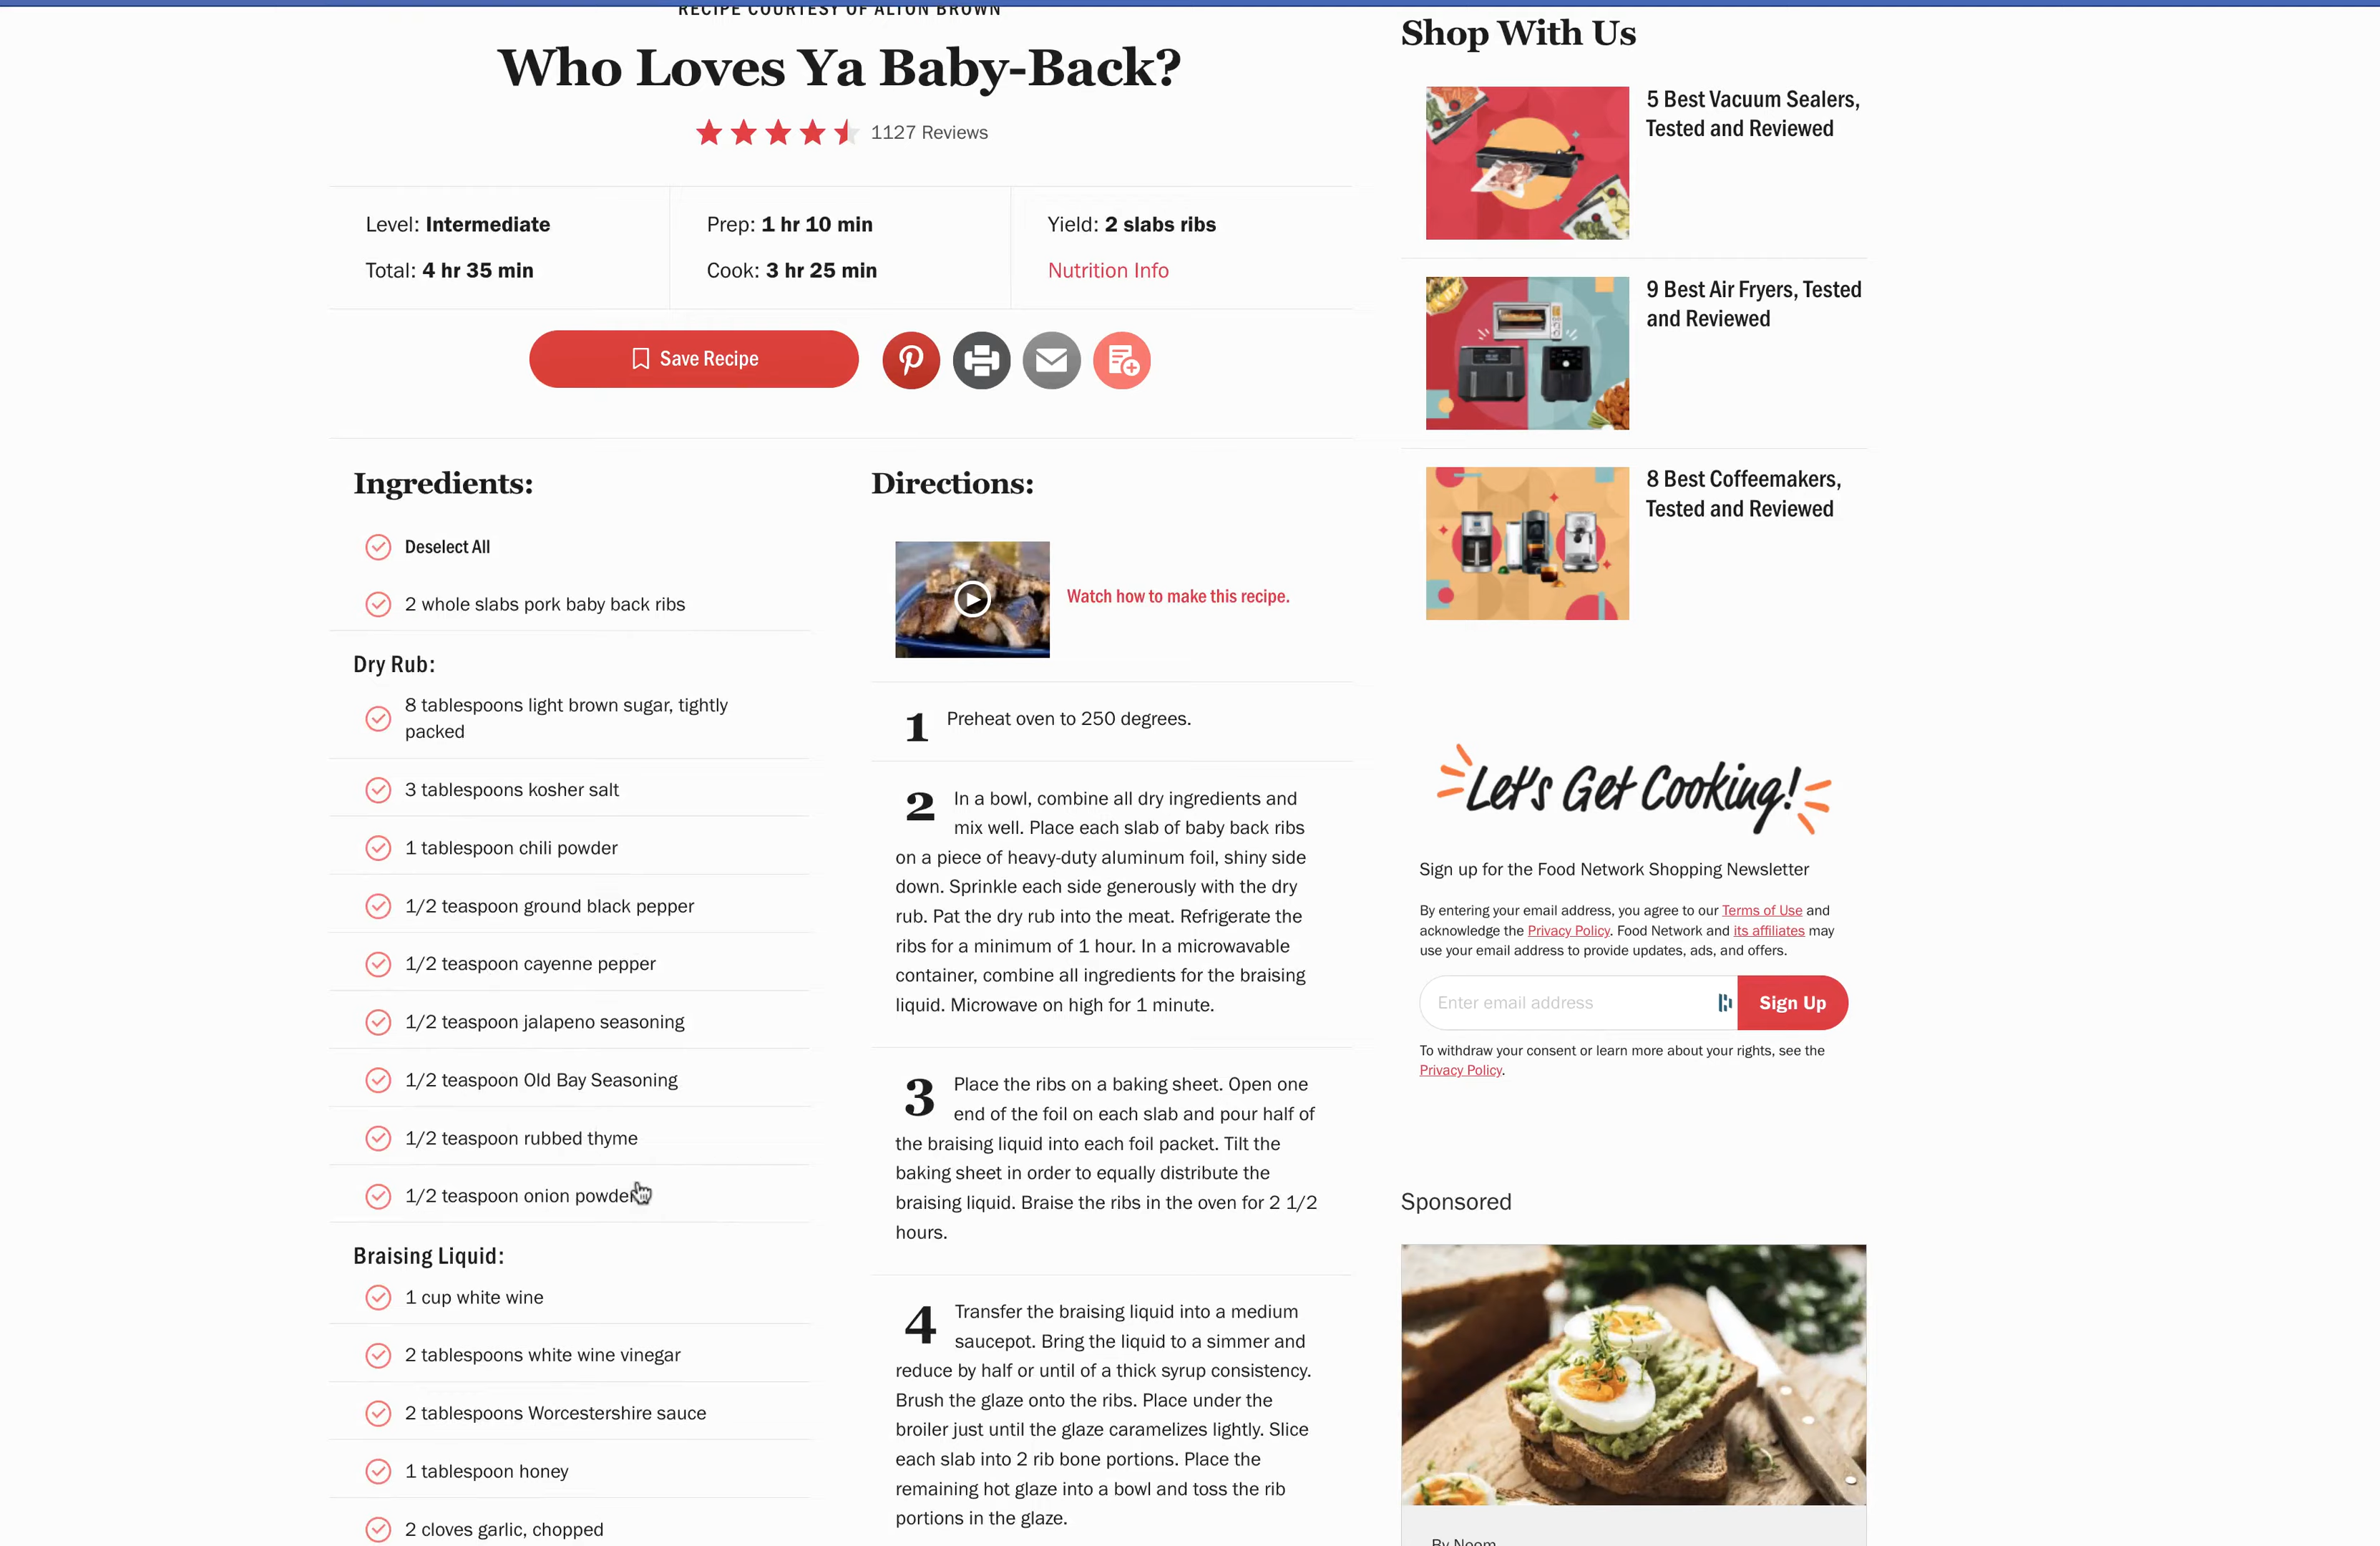 RECIPE COURTESY OF ALTON BROWN
Who Loves Ya Baby-Back?
1127 Reviews
Level: Intermediate
Total: 4 hr 35 min
Prep: 1 hr 10 min
Cook: 3 hr 25 min
Yield: 2 slabs ribs
Nutrition Info
Save Recipe
Ingredients:
Deselect All
2 whole slabs pork baby back ribs
Dry Rub:
8 tablespoons light brown sugar, tightly
packed
3 tablespoons kosher salt
1 tablespoon chili powder
1/2 teaspoon ground black pepper
1/2 teaspoon cayenne pepper
1/2 teaspoon jalapeno seasoning
1/2 teaspoon Old Bay Seasoning
1/2 teaspoon rubbed thyme
1/2 teaspoon onion powder
Braising Liquid:
1 cup white wine
2 tablespoons white wine vinegar
2 tablespoons Worcestershire sauce
1 tablespoon honey
2 cloves garlic, chopped
Directions:
Watch how to make this recipe.
1 Preheat oven to 250 degrees.
2 In a bowl, combine all dry ingredients and
mix well. Place each slab of baby back ribs
on a piece of heavy-duty aluminum foil, shiny side
down. Sprinkle each side generously with the dry
rub. Pat the dry rub into the meat. Refrigerate the
ribs for a minimum of 1 hour. In a microwavable
container, combine all ingredients for the braising
liquid. Microwave on high for 1 minute.
3 Place the ribs on a baking sheet. Open one
end of the foil on each slab and pour half of
the braising liquid into each foil packet. Tilt the
baking sheet in order to equally distribute the
braising liquid. Braise the ribs in the oven for 2 1/2
hours.
4 Transfer the braising liquid into a medium
saucepot. Bring the liquid to a simmer and
reduce by half or until of a thick syrup consistency.
Brush the glaze onto the ribs. Place under the
broiler just until the glaze caramelizes lightly. Slice
each slab into 2 rib bone portions. Place the
remaining hot glaze into a bowl and toss the rib
portions in the glaze.
Shop With Us
5 Best Vacuum Sealers,
Tested and Reviewed
9 Best Air Fryers, Tested
and Reviewed
8 Best Coffeemakers,
Tested and Reviewed
Let's Get Cooking!
Sign up for the Food Network Shopping Newsletter
By entering your email address, you agree to our Terms of Use and
acknowledge the Privacy Policy. Food Network and its affiliates may
use your email address to provide updates, ads, and offers.
Enter email address
Sign Up
To withdraw your consent or learn more about your rights, see the
Privacy Policy.
Sponsored
By Noom